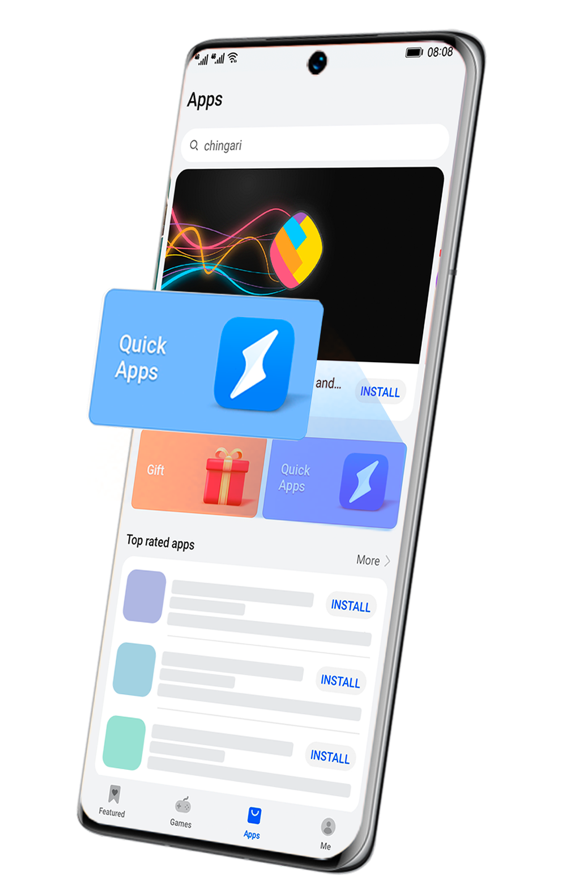 08:08
Apps
chingari
Quick
Apps
and...
INSTALL
Gift
Quick
Apps
Top rated apps
More
INSTALL
INSTALL
INSTALL
Featured
Games
Apps
Me